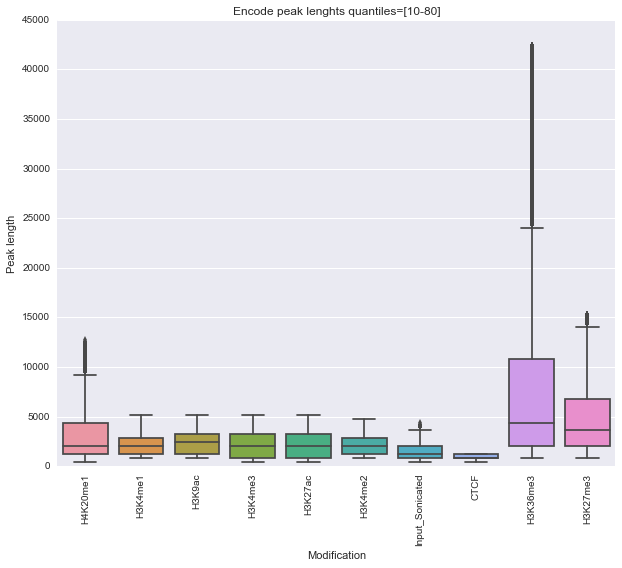 Encode peak lenghts quantiles=[10-80]
45000
40000
35000
30000
25000
20000
15000
10000
5000
0
Peak length
H4K20me1
H3K4me1
H3K9ac
H3K4me3
H3K27ac
H3K4me2
Input_Sonicated
CTCF
H3K36me3
H3K27me3
Modification